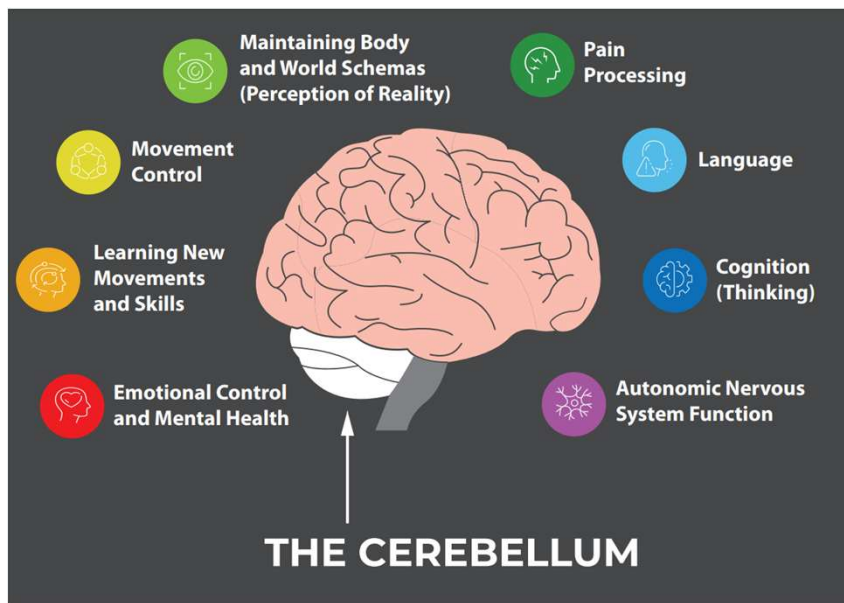 Maintaining Body
and World Schemas
(Perception of Reality)
Pain
Processing
Movement
Control
Language
Learning New
Movements
and Skills
Cognition
(Thinking)
Emotional Control
and Mental Health
Autonomic Nervous
System Function
THE CEREBELLUM